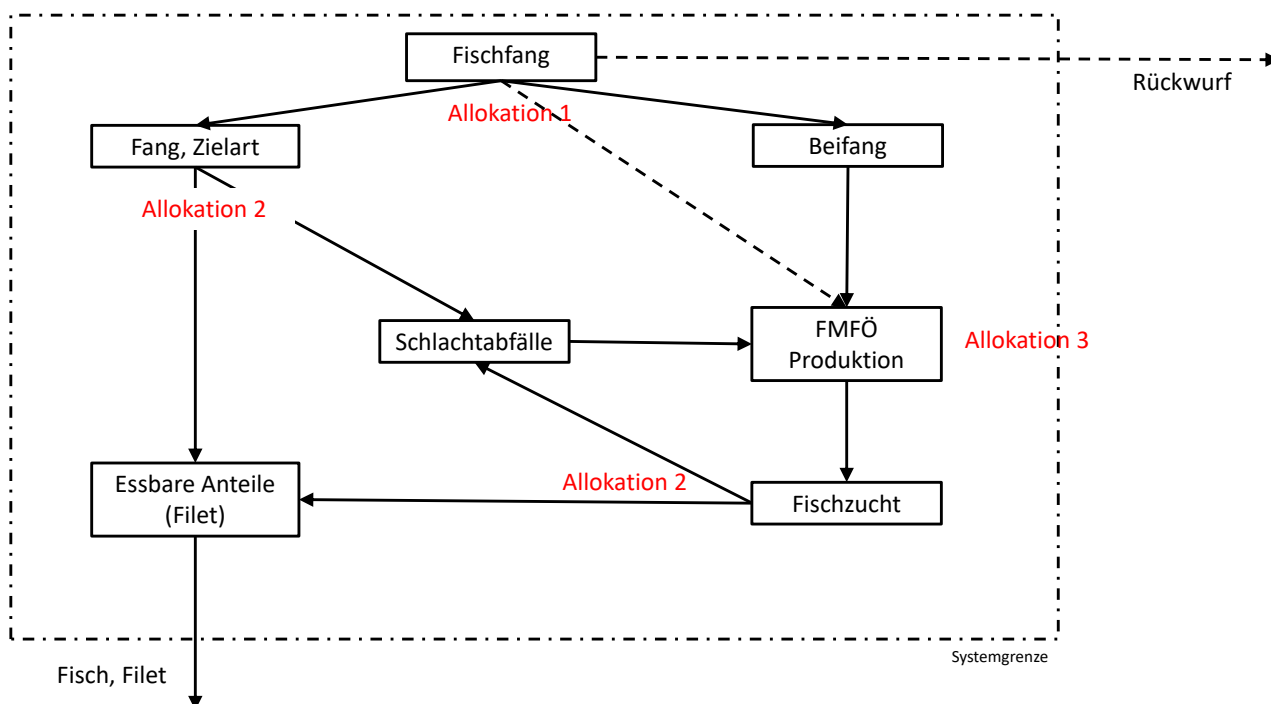 Fischfang
Rückwurf
Allokation 1
Fang, Zielart
Beifang
Allokation 2
Schlachtabfälle
FMFÖ
Produktion
Allokation 3
Essbare Anteile
(Filet)
Allokation 2
Fischzucht
Systemgrenze
Fisch, Filet